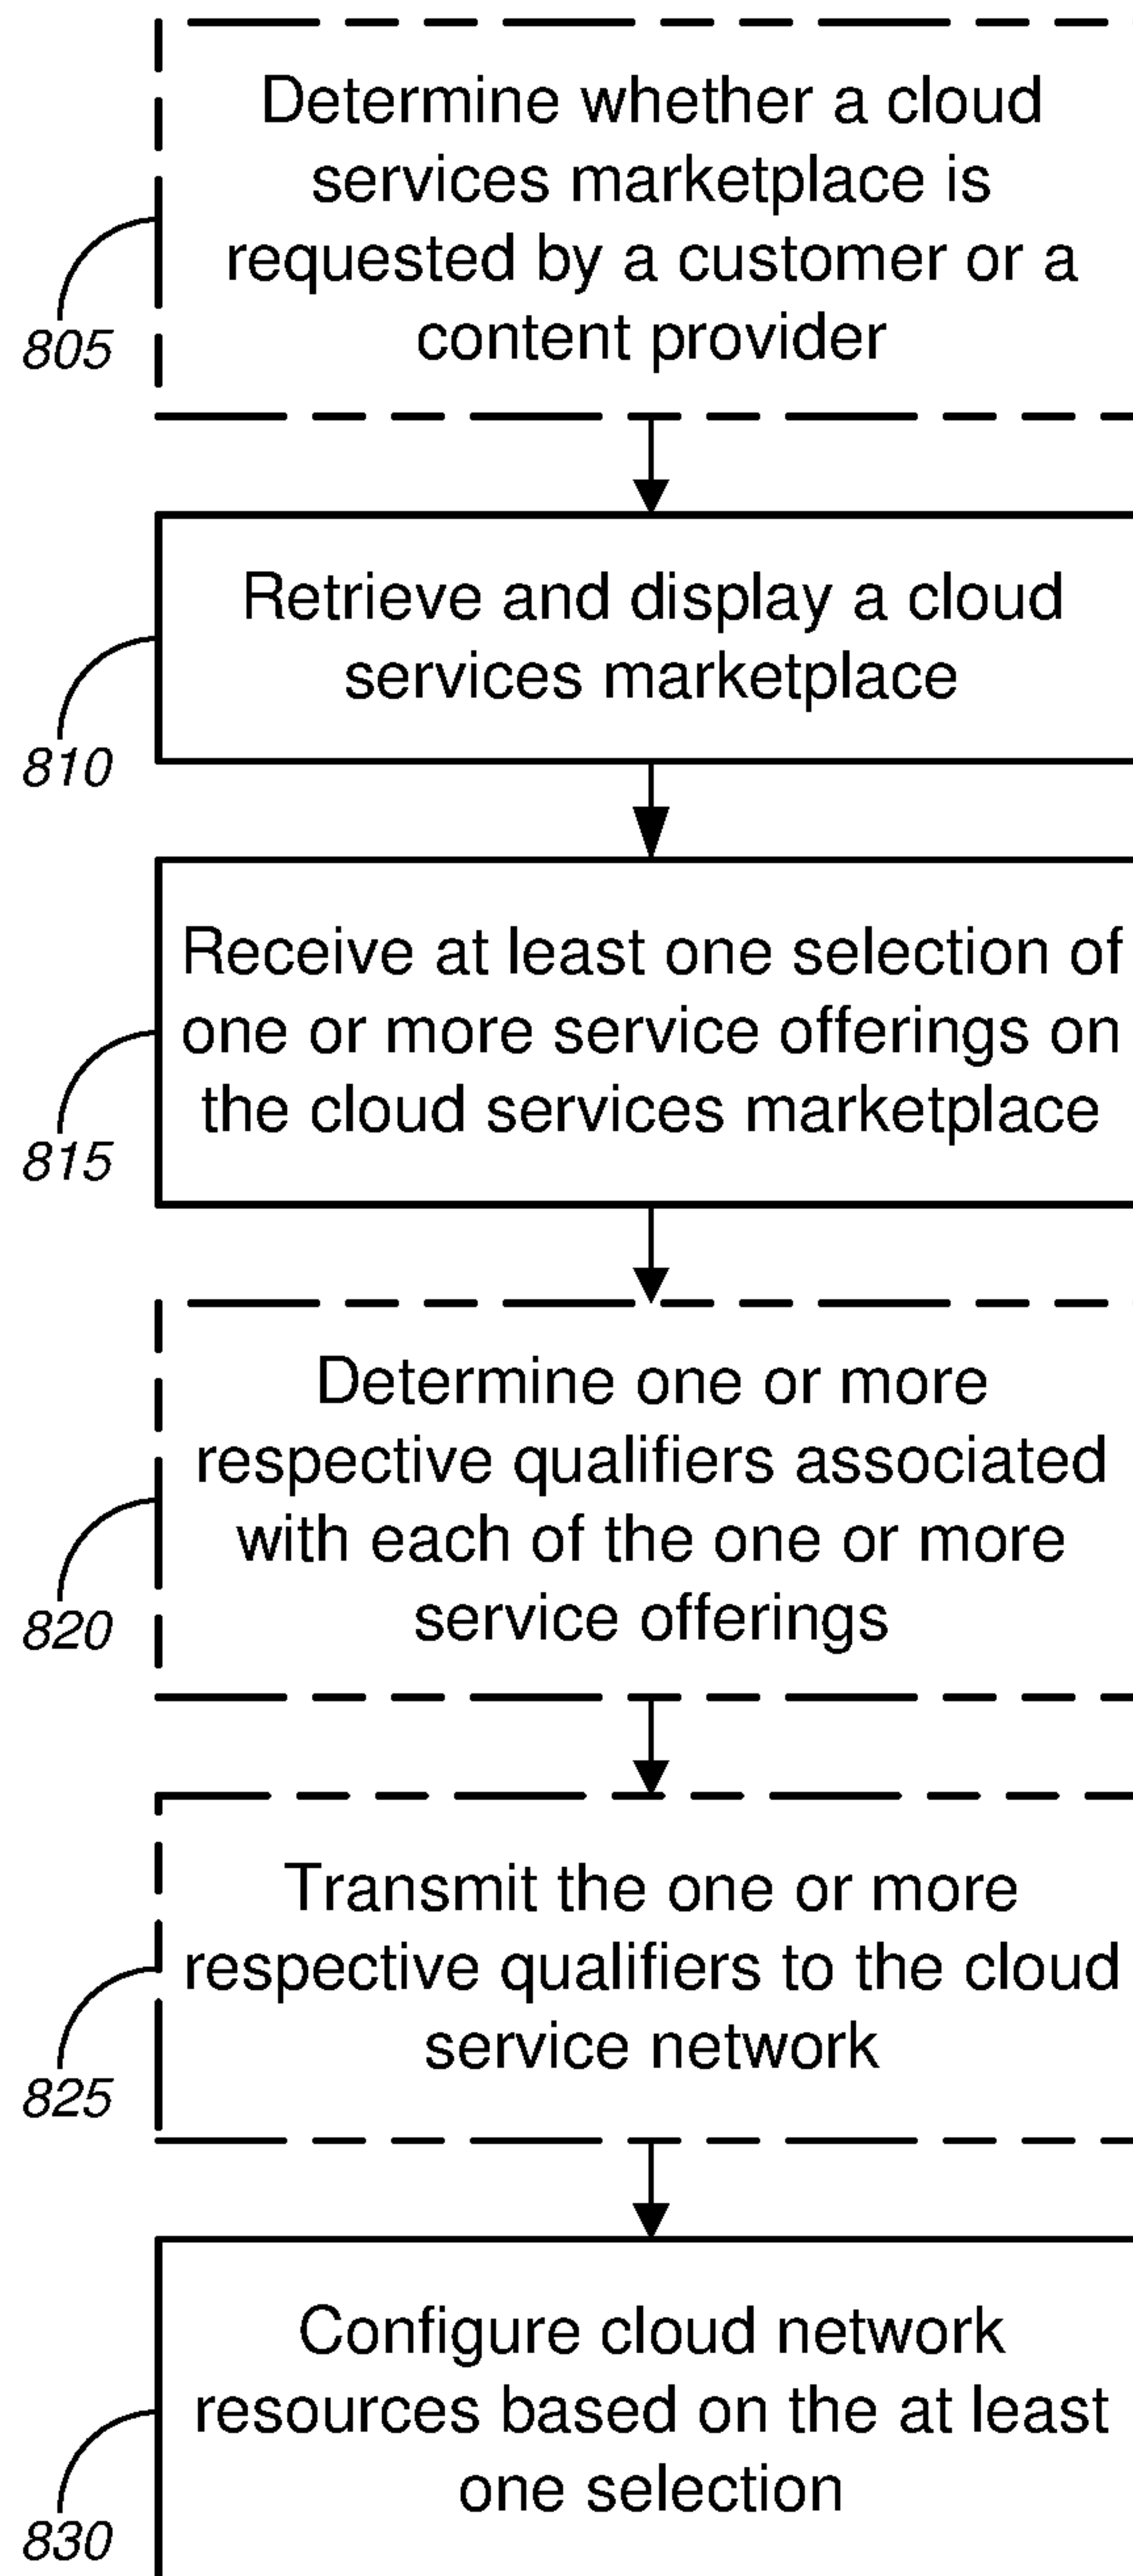 Determine whether a cloud
services marketplace is
requested by a customer or a
content provider
805
Retrieve and display a cloud
services marketplace
810
Receive at least one selection of
one or more service offerings on
the cloud services marketplace
815
Determine one or more
respective qualifiers associated
with each of the one or more
service offerings
820
Transmit the one or more
respective qualifiers to the cloud
service network
825
Configure cloud network
resources based on the at least
one selection
830